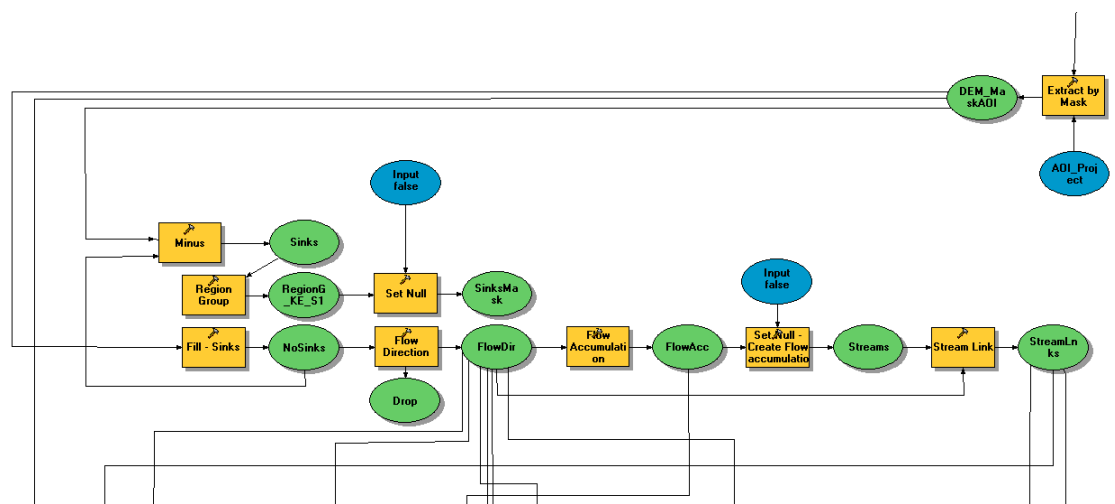 DEM_Ma
skAOI
Extract by
Mask
AOI_Proj
ect
Input
false
Minus
Sinks
Region
Group
RegionG
_KE_S1
Set Null
SinksMa
sk
Input
false
Fill - Sinks
NoSinks
Flow
Direction
FlowDir
Flow
Accumulati
on
FlowAcc
Set Null -
Create Flow
accumulatio
Streams
Stream Link
StreamLn
ks
Drop